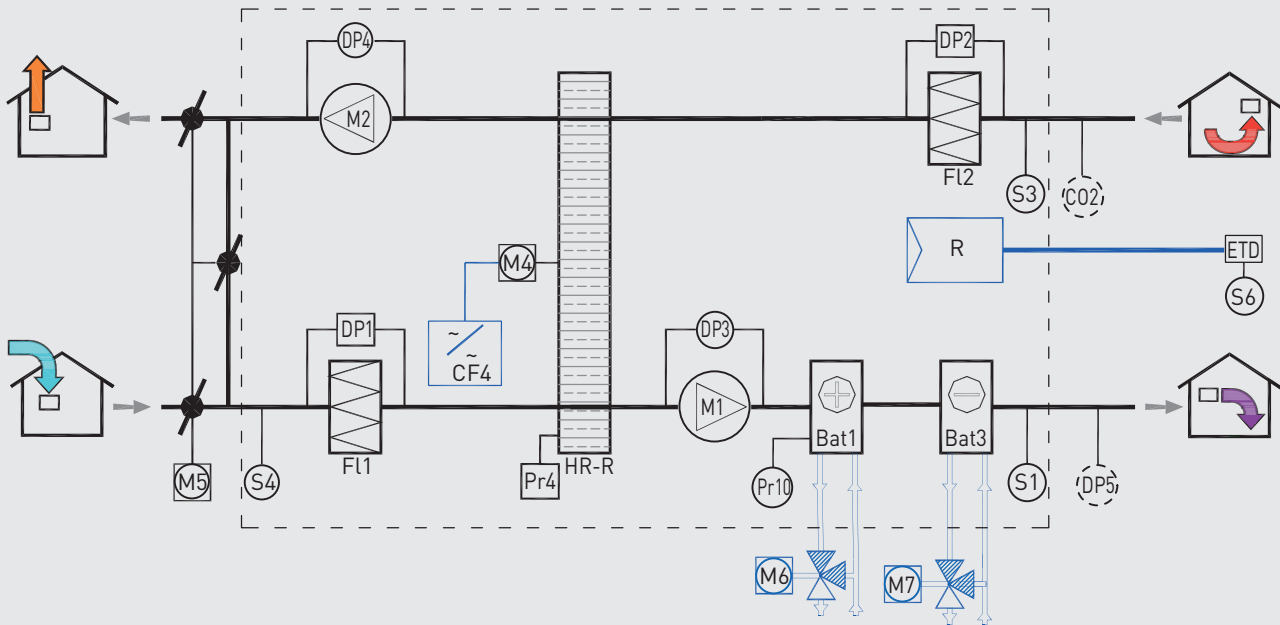 DP4
DP2
M2
Fl2
S3
CO2
R
ETD
S6
M4
~
~
CF4
DP1
DP3
M1
Bat1
Bat3
Fl1
HR-R
M5
S4
Pr4
Pr10
S1
DP5
M6
M7